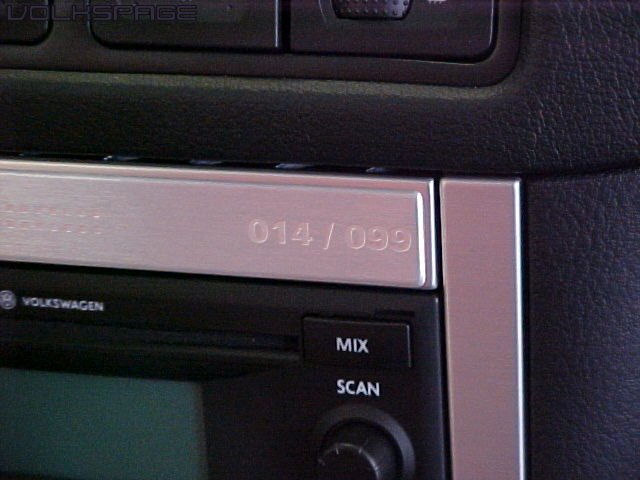 VOLKSPAGE
014 / 099
VOLKSWAGEN
MIX
SCAN